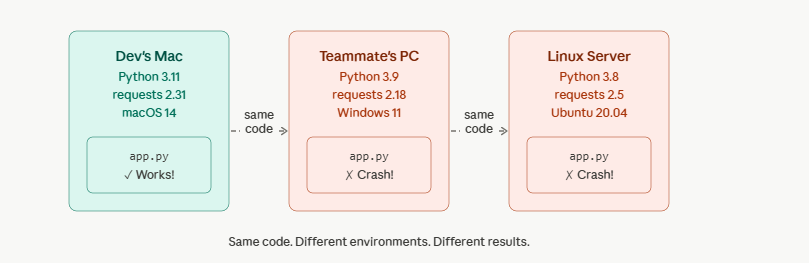 Dev's Mac
Python 3.11
requests 2.31
macOS 14
app.py
✓ Works!
same
code
Teammate's PC
Python 3.9
requests 2.18
Windows 11
app.py
✗ Crash!
same
code
Linux Server
Python 3.8
requests 2.5
Ubuntu 20.04
app.py
✗ Crash!
Same code. Different environments. Different results.